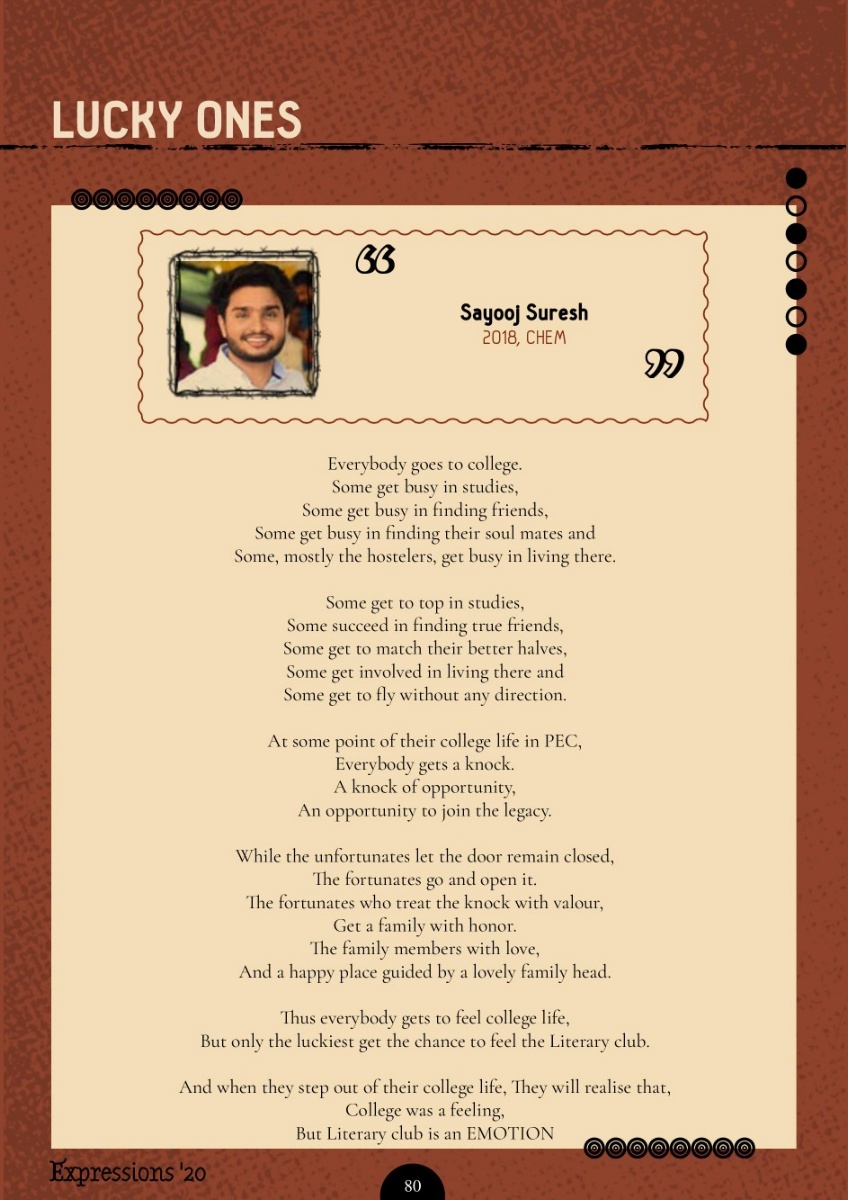 LUCKY ONES
“
Sayooj Suresh
2018, CHEM
”
Everybody goes to college.
Some get busy in studies,
Some get busy in finding friends,
Some get busy in finding their soul mates and
Some, mostly the hostelers, get busy in living there.
Some get to top in studies,
Some succeed in finding true friends,
Some get to match their better halves,
Some get involved in living there and
Some get to fly without any direction.
At some point of their college life in PEC,
Everybody gets a knock.
A knock of opportunity,
An opportunity to join the legacy.
While the unfortunates let the door remain closed,
The fortunates go and open it.
The fortunates who treat the knock with valour,
Get a family with honor.
The family members with love,
And a happy place guided by a lovely family head.
Thus everybody gets to feel college life,
But only the luckiest get the chance to feel the Literary club.
And when they step out of their college life, They will realise that,
College was a feeling,
But Literary club is an EMOTION
Expressions '20
80